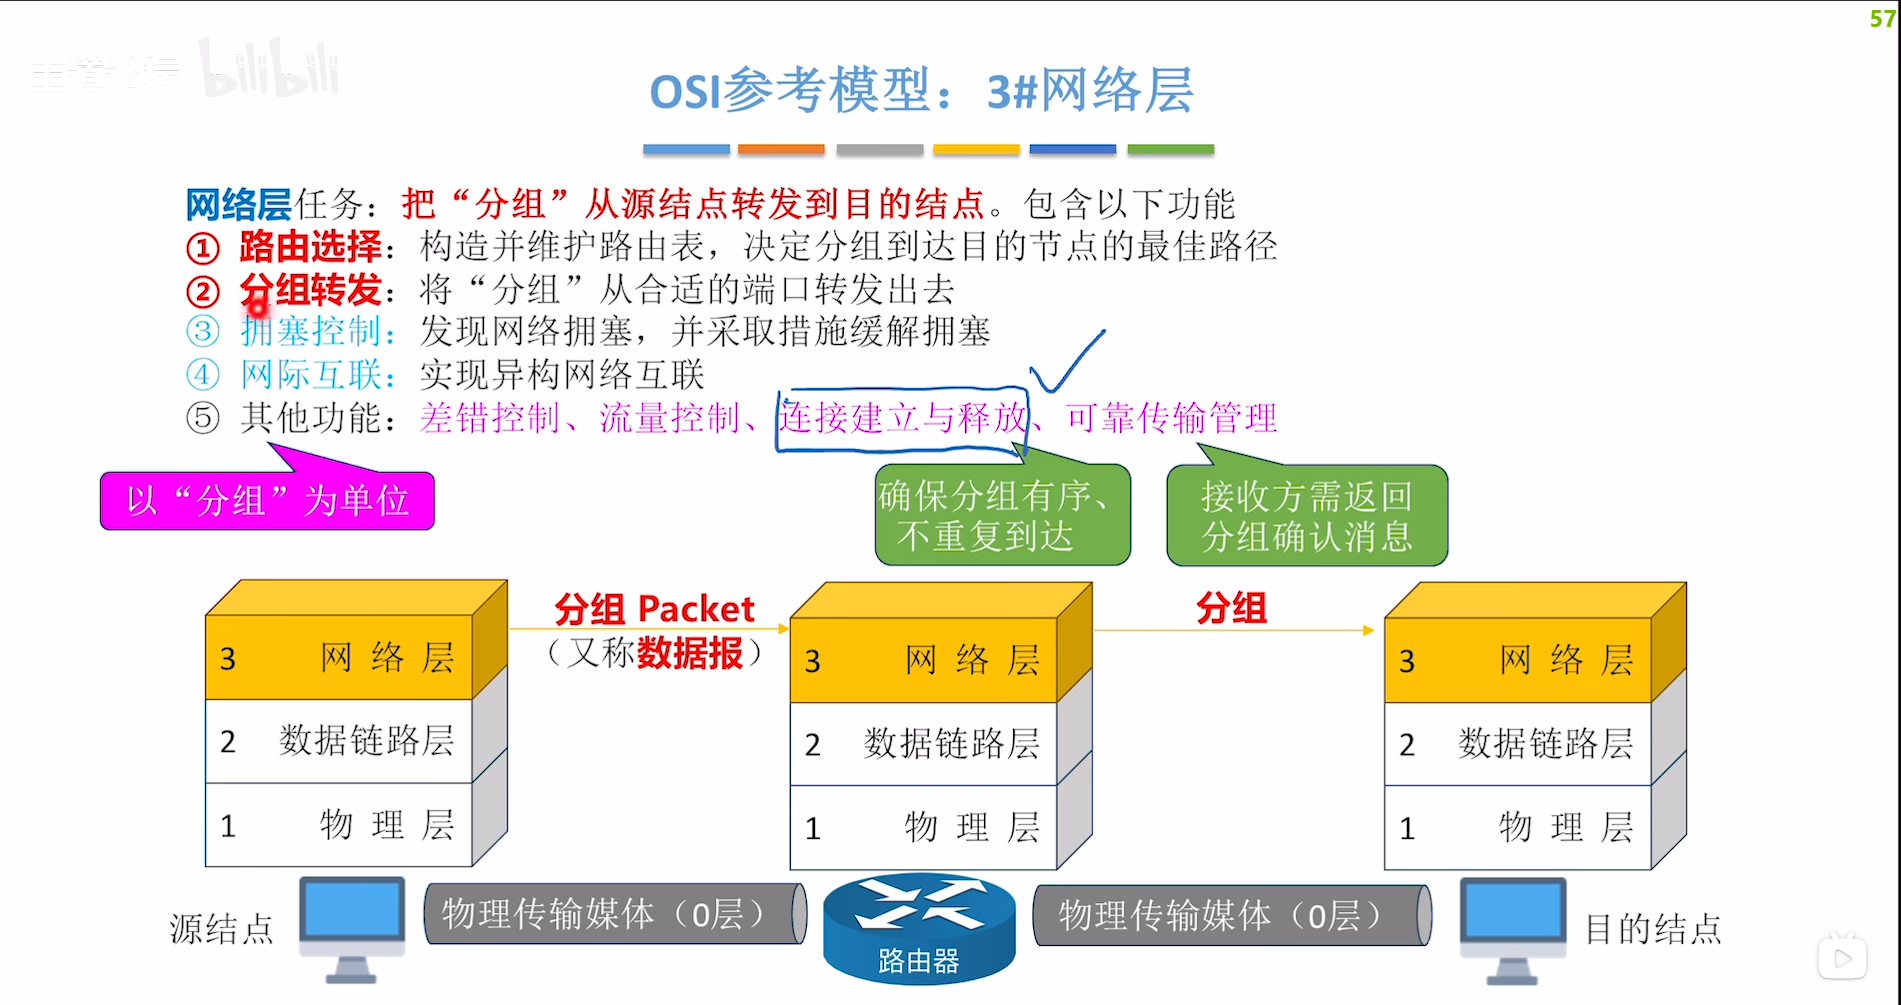 57
bilibili
OSI参考模型：3#网络层
网络层任务：把“分组”从源结点转发到目的结点。包含以下功能
① 路由选择：构造并维护路由表，决定分组到达目的节点的最佳路径
② 分组转发：将“分组”从合适的端口转发出去
③ 拥塞控制：发现网络拥塞，并采取措施缓解拥塞
④ 网际互联：实现异构网络互联
⑤ 其他功能：差错控制、流量控制、连接建立与释放、可靠传输管理
以“分组”为单位
确保分组有序、
不重复到达
接收方需返回
分组确认消息
分组 Packet
（又称数据报）
分组
3 网络层
2 数据链路层
1 物理层
3 网络层
2 数据链路层
1 物理层
3 网络层
2 数据链路层
1 物理层
源结点
物理传输媒体（0层）
路由器
物理传输媒体（0层）
目的结点